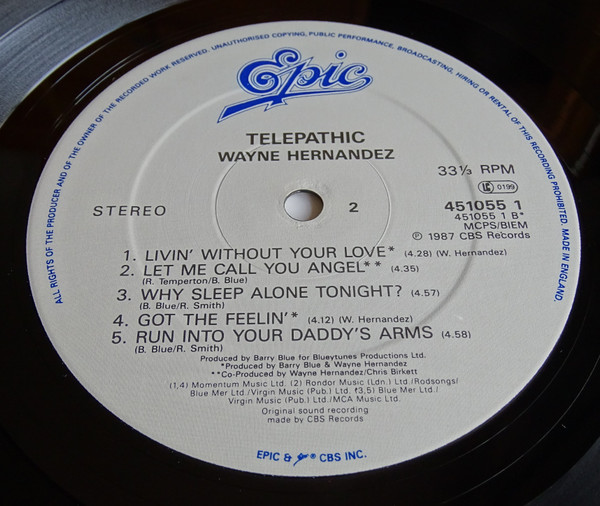 ALL RIGHTS OF THE PRODUCER AND OF THE OWNER OF THE RECORDED WORK RESERVED. UNAUTHORISED COPYING, PUBLIC PERFORMANCE, BROADCASTING, HIRING OR RENTAL OF THIS RECORDING PROHIBITED. MADE IN ENGLAND.
Epic
TELEPATHIC
WAYNE HERNANDEZ
33⅓ RPM
LC 0199
STEREO
2
451055 1
451055 1 B*
MCPS/BIEM
℗ 1987 CBS Records
1. LIVIN' WITHOUT YOUR LOVE* (4.28) (W. Hernandez)
2. LET ME CALL YOU ANGEL** (4.35)
(R. Temperton/B. Blue)
3. WHY SLEEP ALONE TONIGHT? (4.57)
(B. Blue/R. Smith)
4. GOT THE FEELIN'* (4.12) (W. Hernandez)
5. RUN INTO YOUR DADDY'S ARMS (4.58)
(B. Blue/R. Smith)
Produced by Barry Blue for Blueytunes Productions Ltd.
*Produced by Barry Blue & Wayne Hernandez
**Co-Produced by Wayne Hernandez/Chris Birkett
(1,4) Momentum Music Ltd. (2) Rondor Music (Ldn.) Ltd./Rodsongs/
Blue Mer Ltd./Virgin Music (Pub.) Ltd. (3,5) Blue Mer Ltd./
Virgin Music (Pub.) Ltd./MCA Music Ltd.
Original sound recording
made by CBS Records
EPIC & ® CBS INC.